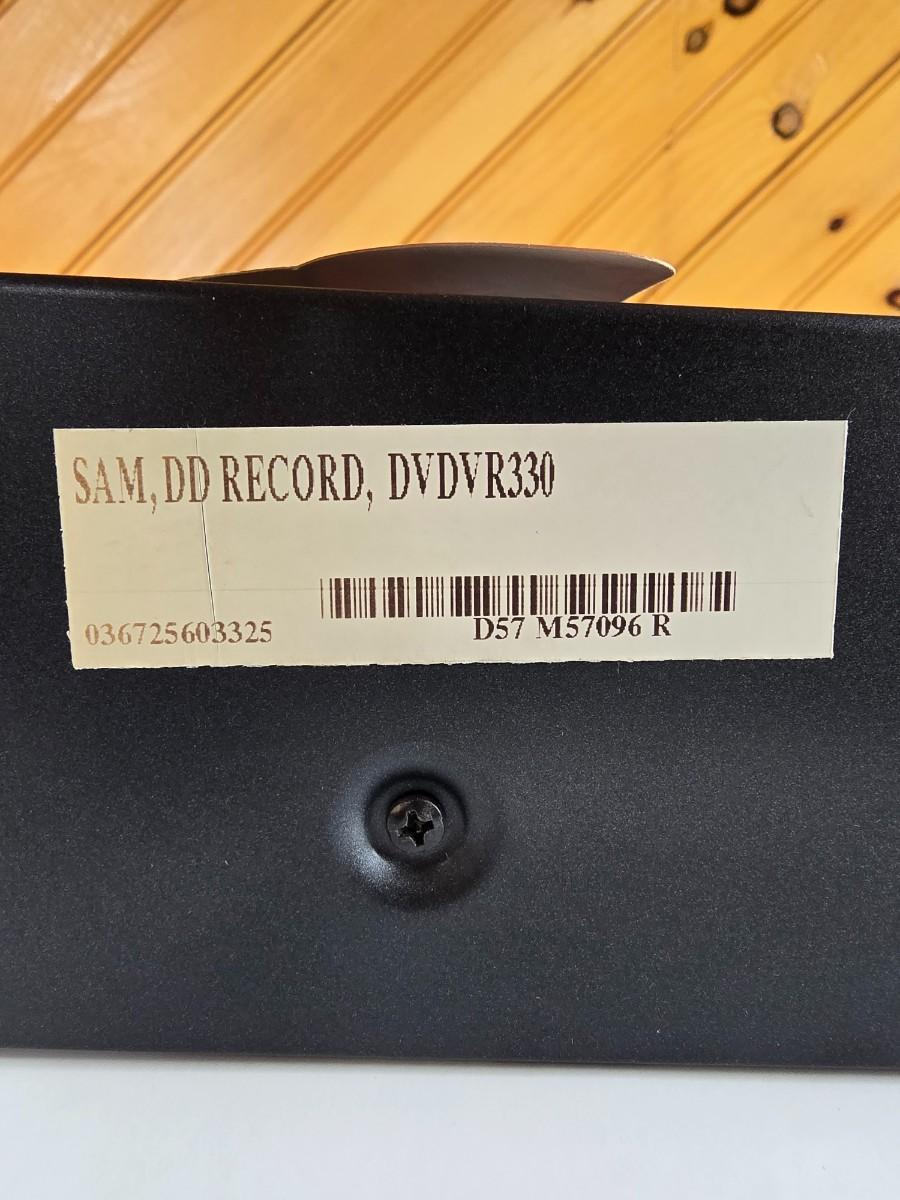 SAM,DD RECORD, DVDVR330
036725603325
D57 M57096 R